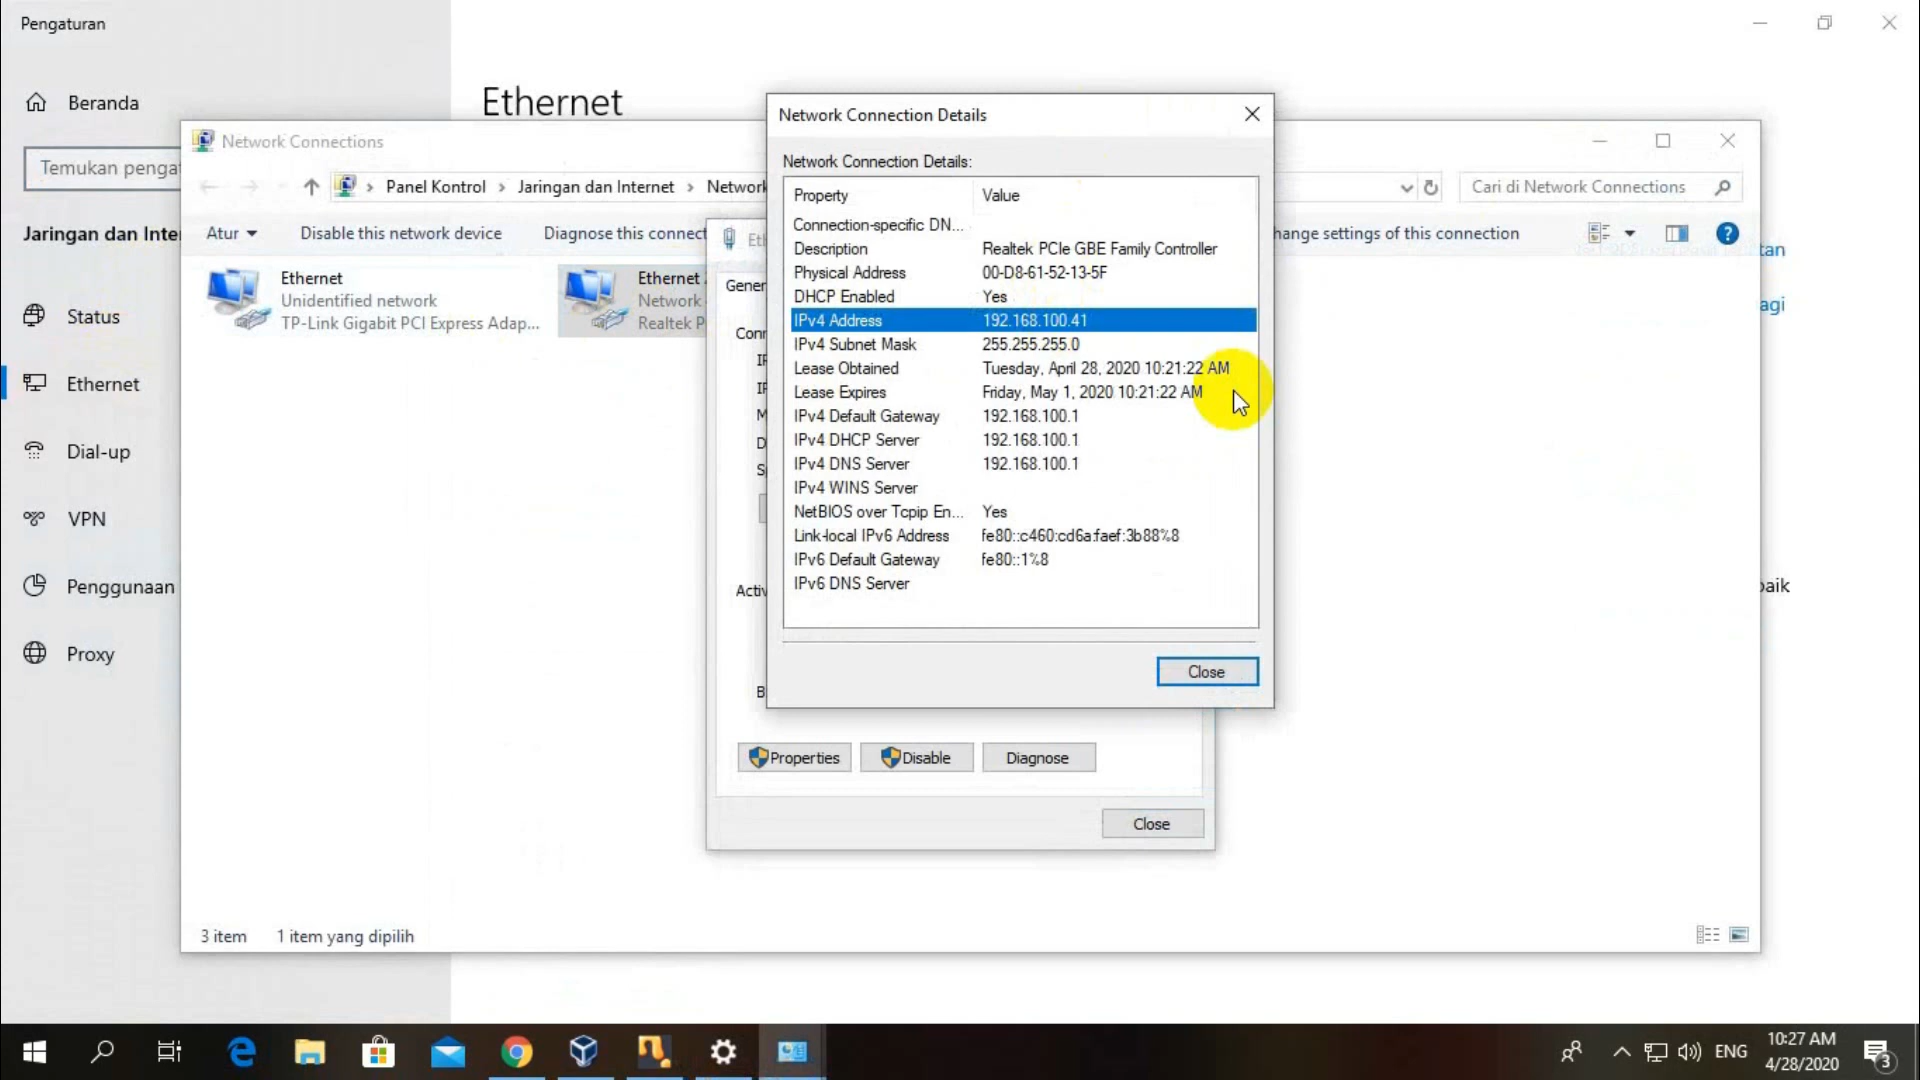 Pengaturan
Beranda
Temukan pengat
Jaringan dan Inte
Status
Ethernet
Dial-up
VPN
Penggunaan
Proxy
Ethernet
Network Connections
Panel Kontrol > Jaringan dan Internet > Network
Cari di Network Connections
Atur
Disable this network device
Diagnose this connect
hange settings of this connection
Ethernet
Unidentified network
TP-Link Gigabit PCI Express Adap...
Ethernet
Network
Realtek P
Gener
Conn
Activ
Properties
Disable
Diagnose
Close
Network Connection Details
Network Connection Details:
Property Value
Connection-specific DN...
Description Realtek PCIe GBE Family Controller
Physical Address 00-D8-61-52-13-5F
DHCP Enabled Yes
IPv4 Address 192.168.100.41
IPv4 Subnet Mask 255.255.255.0
Lease Obtained Tuesday, April 28, 2020 10:21:22 AM
Lease Expires Friday, May 1, 2020 10:21:22 AM
IPv4 Default Gateway 192.168.100.1
IPv4 DHCP Server 192.168.100.1
IPv4 DNS Server 192.168.100.1
IPv4 WINS Server
NetBIOS over Tcpip En... Yes
Link-local IPv6 Address fe80::c460:cd6a:faef:3b88%8
IPv6 Default Gateway fe80::1%8
IPv6 DNS Server
Close
tan
agi
aik
3 item 1 item yang dipilih
ENG
10:27 AM
4/28/2020
3